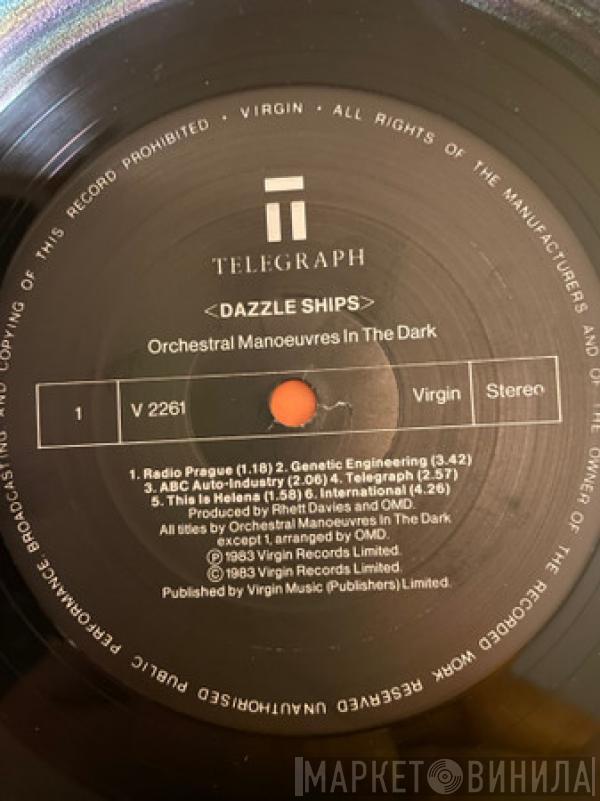 BROADCASTING AND COPYING OF THIS RECORD PROHIBITED · VIRGIN · ALL RIGHTS OF THE MANUFACTURERS AND OF THE OWNER OF THE RECORDED WORK RESERVED UNAUTHORISED PUBLIC PERFORMANCE.
TELEGRAPH
<DAZZLE SHIPS>
Orchestral Manoeuvres In The Dark
1 V 2261 Virgin Stereo
1. Radio Prague (1.18) 2. Genetic Engineering (3.42)
3. ABC Auto-Industry (2.06) 4. Telegraph (2.57)
5. This Is Helena (1.58) 6. International (4.26)
Produced by Rhett Davies and OMD.
All titles by Orchestral Manoeuvres In The Dark
except 1, arranged by OMD.
Ⓟ 1983 Virgin Records Limited.
© 1983 Virgin Records Limited.
Published by Virgin Music (Publishers) Limited.
МАРКЕТ ВИНИЛА